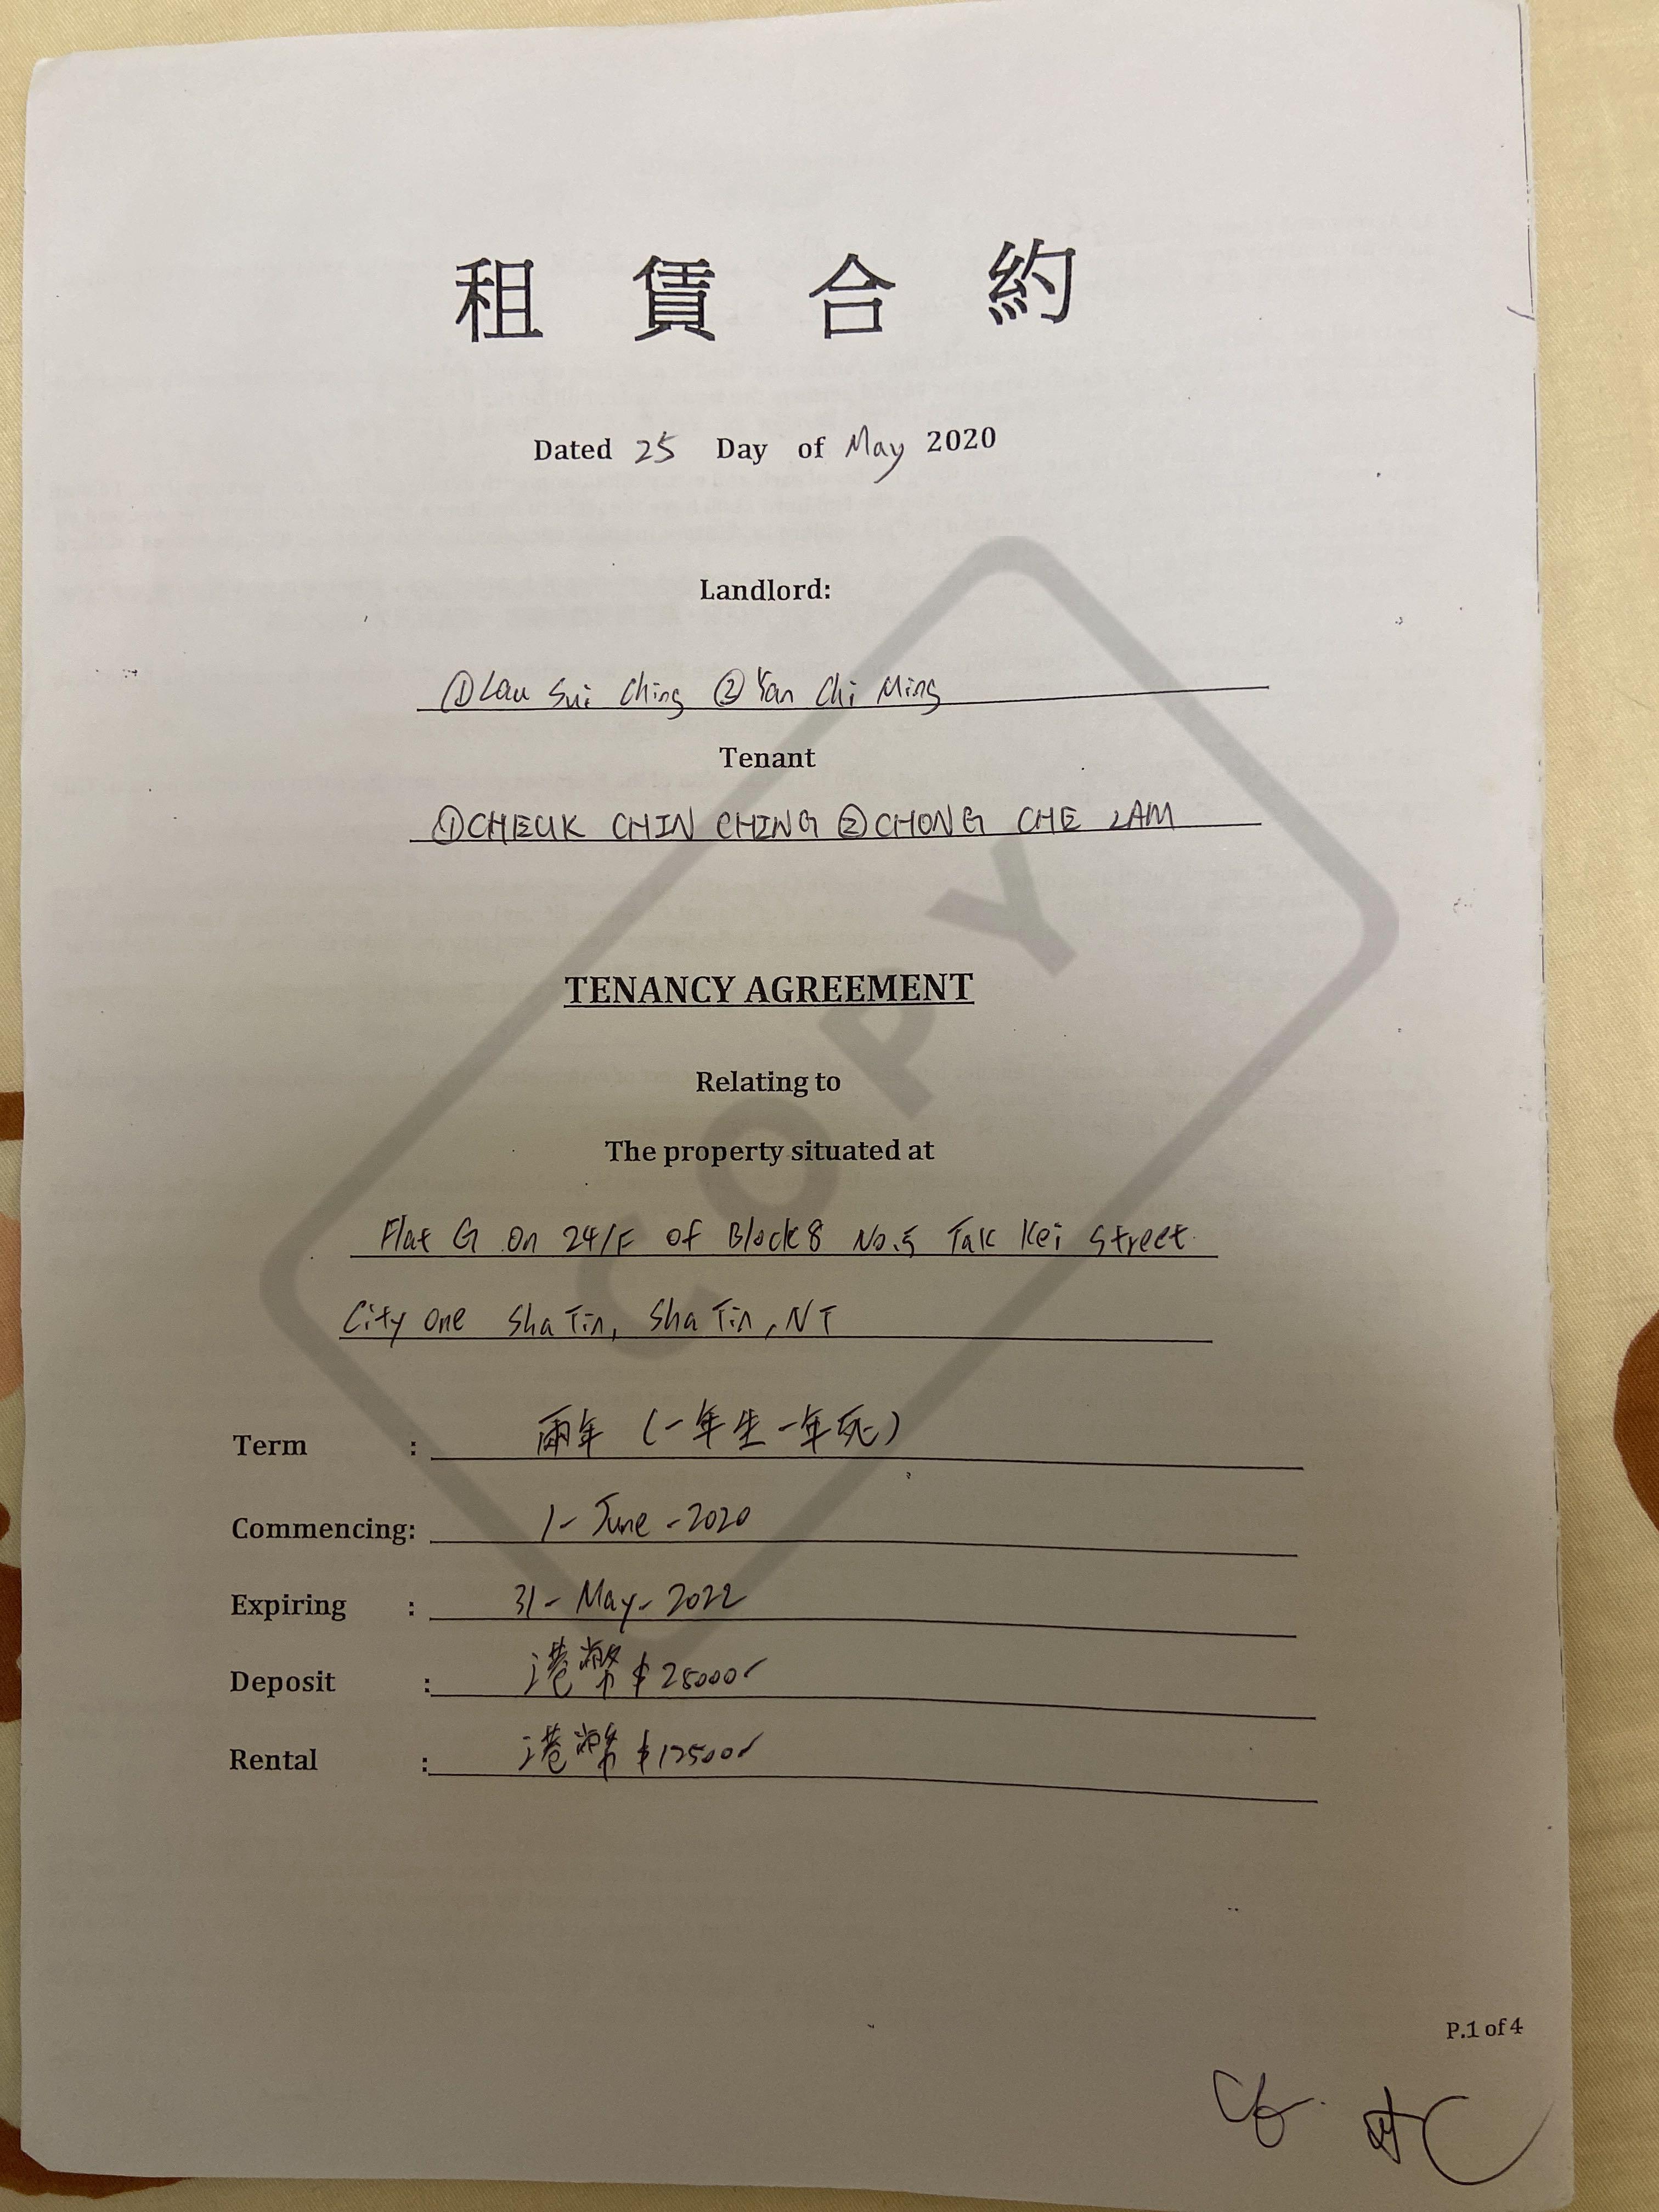 租賃合約
Dated 25 Day of May 2020
Landlord:
①Lau Sui Ching ②Yan Chi Ming
Tenant
①CHEUK CHIN CHING ②CHONG CHE LAM
COPY
TENANCY AGREEMENT
Relating to
The property situated at
Flat G On 24/F of Block 8 No.5 Tak Kei Street
City One Sha Tin, Sha Tin, NT
Term : 兩年 (一年生一年死)
Commencing: 1-June-2020
Expiring : 31-May-2022
Deposit : 港幣$25000
Rental : 港幣$12500
P.1 of 4